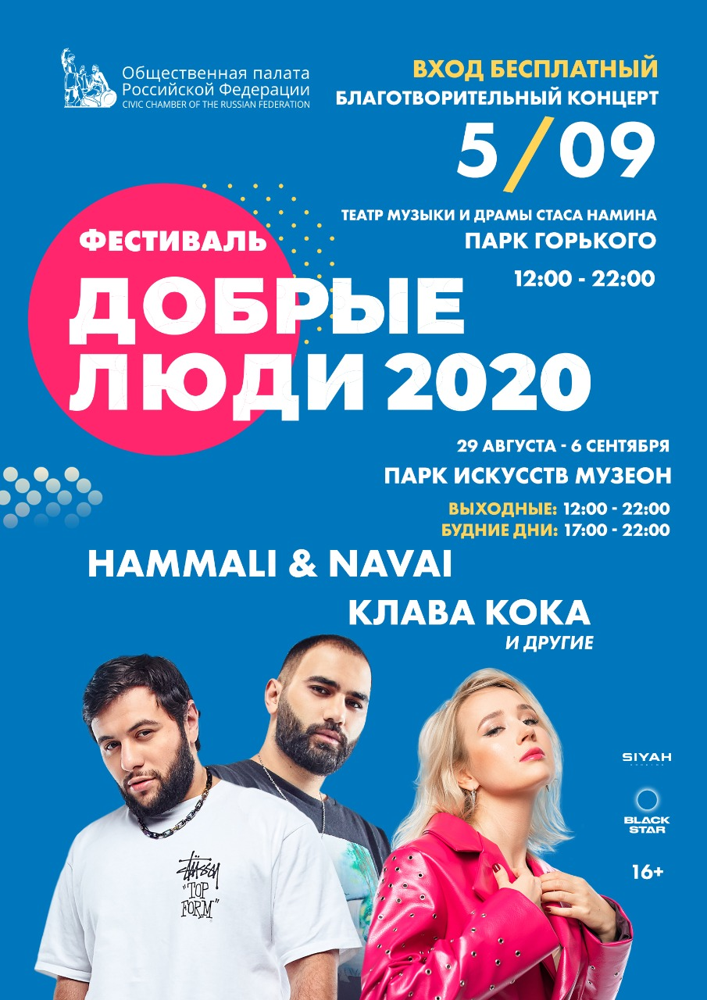 Общественная палата
Российской Федерации
CIVIC CHAMBER OF THE RUSSIAN FEDERATION
ВХОД БЕСПЛАТНЫЙ
БЛАГОТВОРИТЕЛЬНЫЙ КОНЦЕРТ
5/09
ТЕАТР МУЗЫКИ И ДРАМЫ СТАСА НАМИНА
ПАРК ГОРЬКОГО
12:00 - 22:00
ФЕСТИВАЛЬ
ДОБРЫЕ
ЛЮДИ 2020
29 АВГУСТА - 6 СЕНТЯБРЯ
ПАРК ИСКУССТВ МУЗЕОН
ВЫХОДНЫЕ: 12:00 - 22:00
БУДНИЕ ДНИ: 17:00 - 22:00
HAMMALI & NAVAI
КЛАВА КОКА
И ДРУГИЕ
SIYAH
BLACK
STAR
16+
"TOP
FORM"